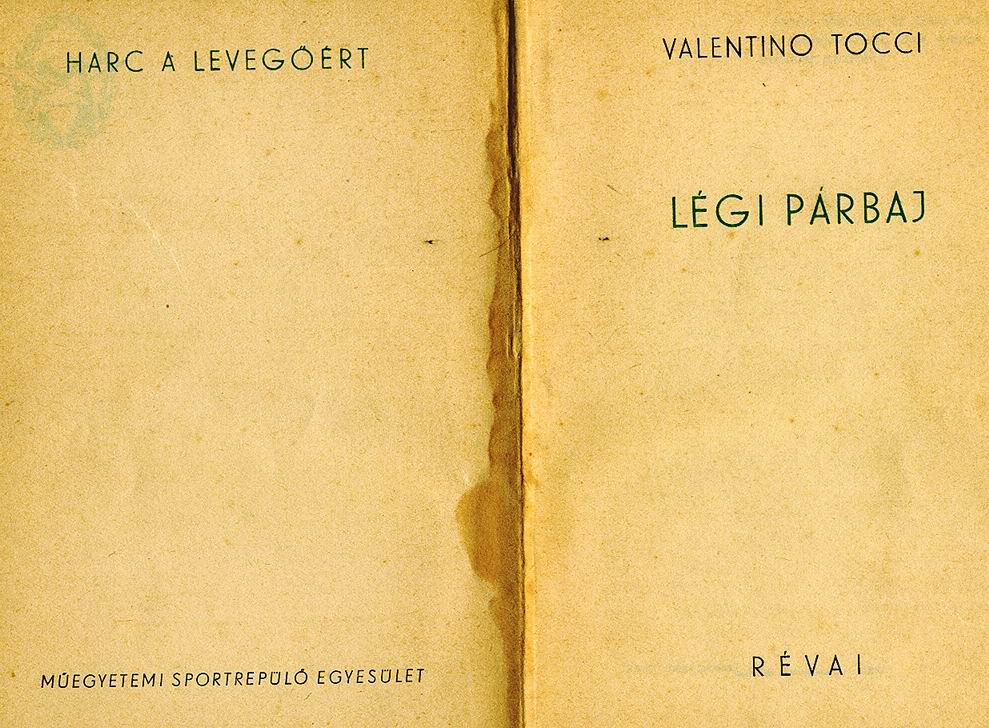 HARC A LEVEGŐÉRT
MŰEGYETEMI SPORTREPÜLŐ EGYESÜLET
VALENTINO TOCCI
LÉGI PÁRBAJ
RÉVAI